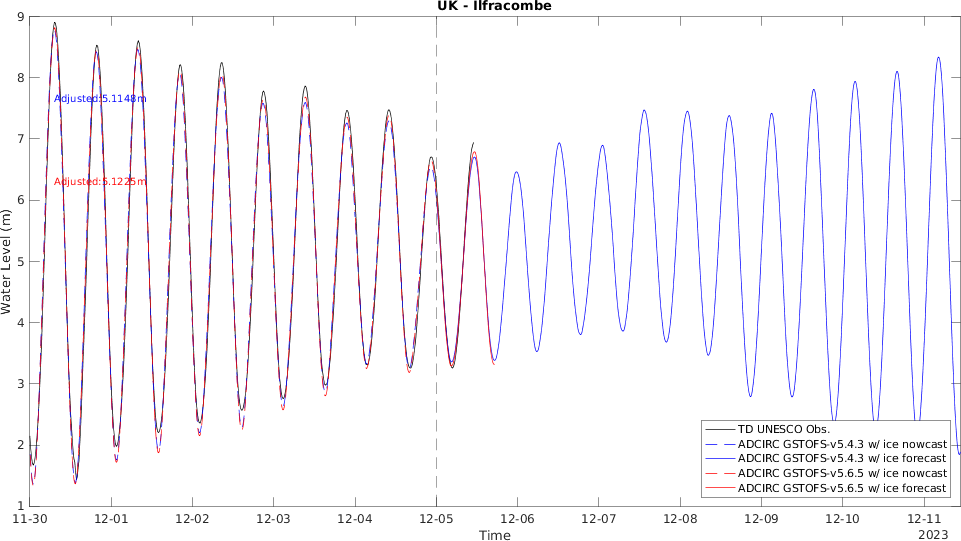 UK - Ilfracombe
9
8
7
6
5
4
3
2
1
Water Level (m)
Adjusted:5.1148m
Adjusted:5.1225m
TD UNESCO Obs.
ADCIRC GSTOFS-v5.4.3 w/ ice nowcast
ADCIRC GSTOFS-v5.4.3 w/ ice forecast
ADCIRC GSTOFS-v5.6.5 w/ ice nowcast
ADCIRC GSTOFS-v5.6.5 w/ ice forecast
11-30 12-01 12-02 12-03 12-04 12-05 12-06 12-07 12-08 12-09 12-10 12-11
Time
2023